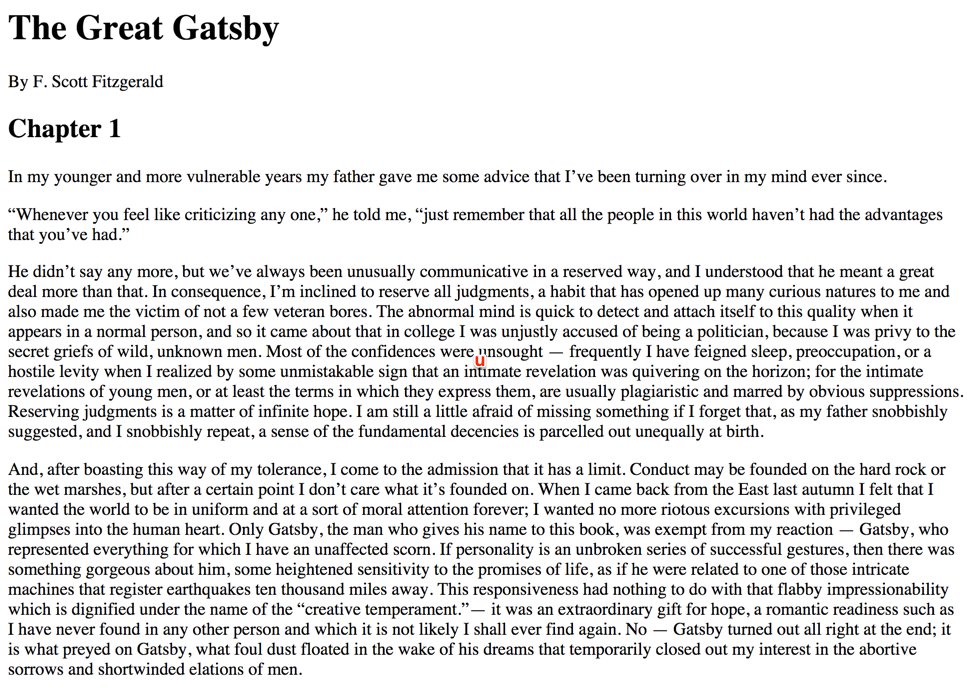 The Great Gatsby
By F. Scott Fitzgerald
Chapter 1
In my younger and more vulnerable years my father gave me some advice that I’ve been turning over in my mind ever since.
“Whenever you feel like criticizing any one,” he told me, “just remember that all the people in this world haven’t had the advantages
that you’ve had.”
He didn’t say any more, but we’ve always been unusually communicative in a reserved way, and I understood that he meant a great
deal more than that. In consequence, I’m inclined to reserve all judgments, a habit that has opened up many curious natures to me and
also made me the victim of not a few veteran bores. The abnormal mind is quick to detect and attach itself to this quality when it
appears in a normal person, and so it came about that in college I was unjustly accused of being a politician, because I was privy to the
secret griefs of wild, unknown men. Most of the confidences were unsought — frequently I have feigned sleep, preoccupation, or a
u
hostile levity when I realized by some unmistakable sign that an intimate revelation was quivering on the horizon; for the intimate
revelations of young men, or at least the terms in which they express them, are usually plagiaristic and marred by obvious suppressions.
Reserving judgments is a matter of infinite hope. I am still a little afraid of missing something if I forget that, as my father snobbishly
suggested, and I snobbishly repeat, a sense of the fundamental decencies is parcelled out unequally at birth.
And, after boasting this way of my tolerance, I come to the admission that it has a limit. Conduct may be founded on the hard rock or
the wet marshes, but after a certain point I don’t care what it’s founded on. When I came back from the East last autumn I felt that I
wanted the world to be in uniform and at a sort of moral attention forever; I wanted no more riotous excursions with privileged
glimpses into the human heart. Only Gatsby, the man who gives his name to this book, was exempt from my reaction — Gatsby, who
represented everything for which I have an unaffected scorn. If personality is an unbroken series of successful gestures, then there was
something gorgeous about him, some heightened sensitivity to the promises of life, as if he were related to one of those intricate
machines that register earthquakes ten thousand miles away. This responsiveness had nothing to do with that flabby impressionability
which is dignified under the name of the “creative temperament.”— it was an extraordinary gift for hope, a romantic readiness such as
I have never found in any other person and which it is not likely I shall ever find again. No — Gatsby turned out all right at the end; it
is what preyed on Gatsby, what foul dust floated in the wake of his dreams that temporarily closed out my interest in the abortive
sorrows and shortwinded elations of men.